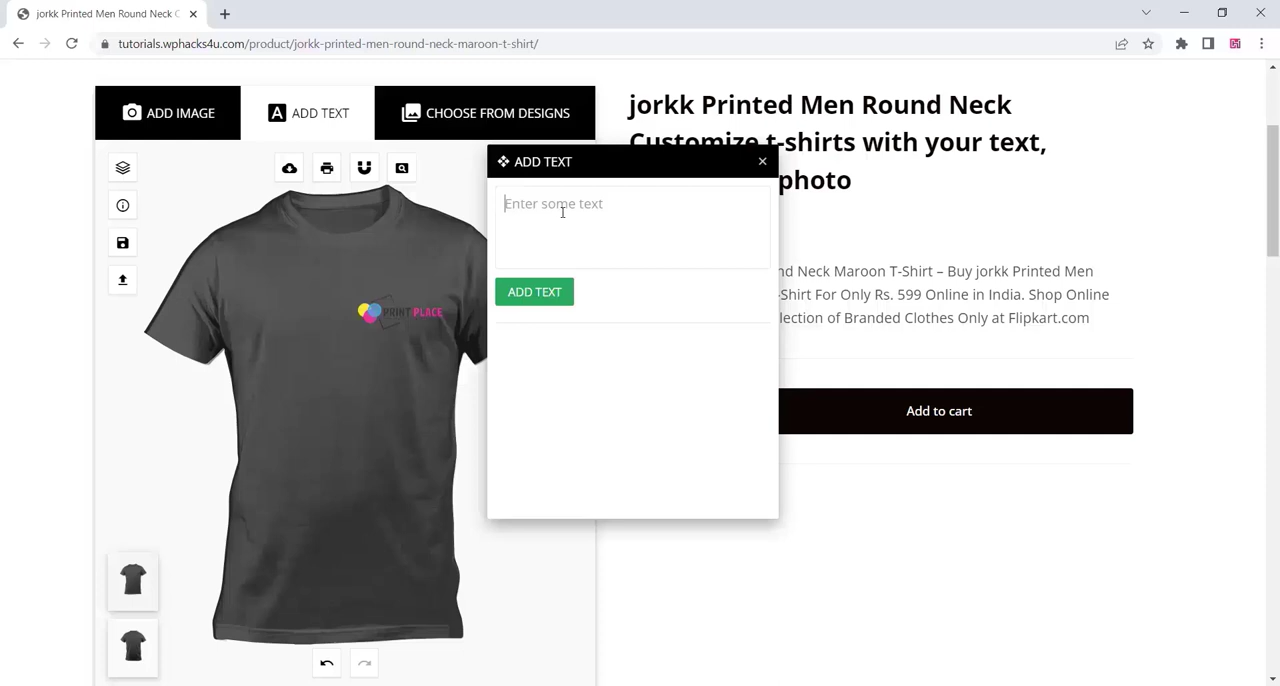 jorkk Printed Men Round Neck C
tutorials.wphacks4u.com/product/jorkk-printed-men-round-neck-maroon-t-shirt/
ADD IMAGE
ADD TEXT
CHOOSE FROM DESIGNS
PRINT PLACE
ADD TEXT
Enter some text
ADD TEXT
jorkk Printed Men Round Neck
Customize t-shirts with your text,
photo
nd Neck Maroon T-Shirt – Buy jorkk Printed Men
-Shirt For Only Rs. 599 Online in India. Shop Online
lection of Branded Clothes Only at Flipkart.com
Add to cart